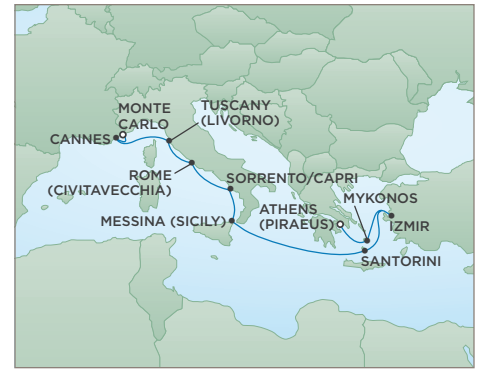 MONTE
CARLO
TUSCANY
(LIVORNO)
CANNES
ROME
(CIVITAVECCHIA)
SORRENTO/CAPRI
MYKONOS
ATHENS
(PIRAEUS)
MESSINA (SICILY)
IZMIR
SANTORINI